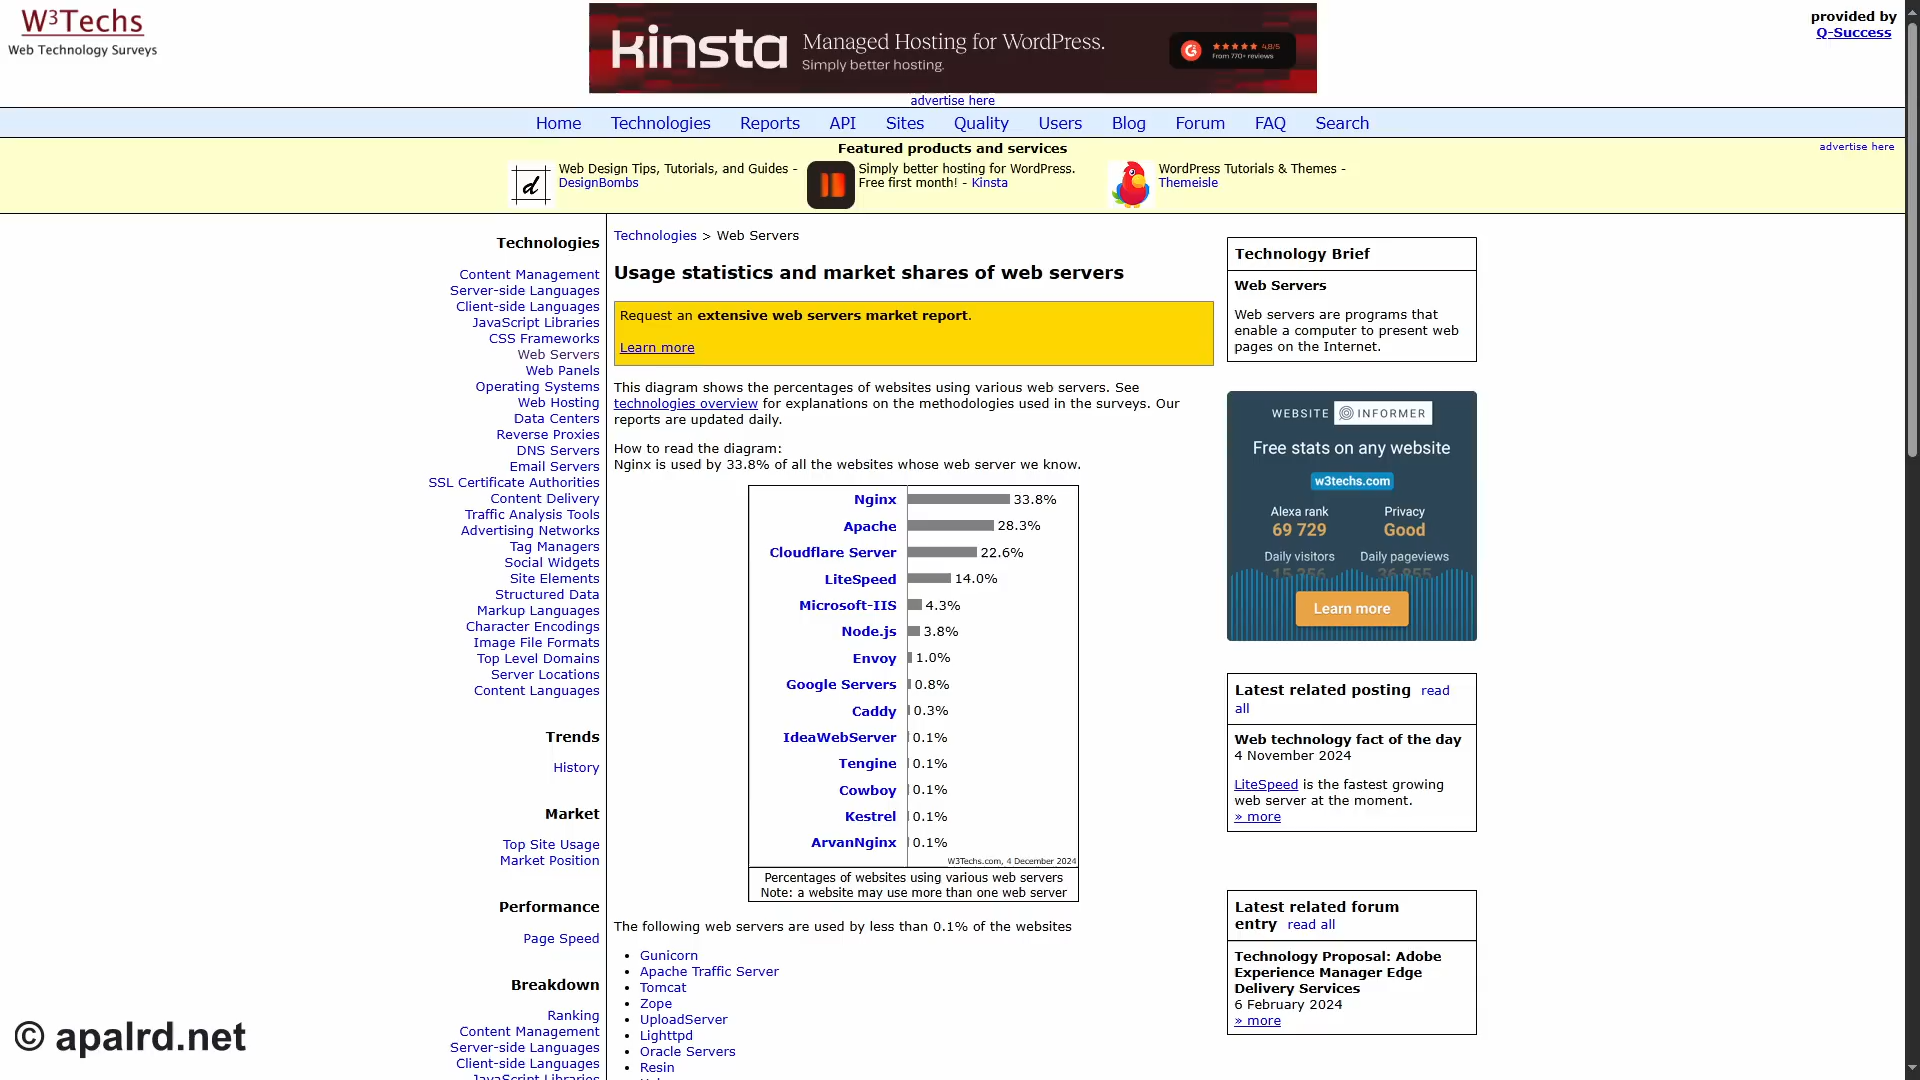 W3Techs
Web Technology Surveys
kinsta
Managed Hosting for WordPress.
Simply better hosting.
4.8/5
From 770+ reviews
provided by
Q-Success
advertise here
Home Technologies Reports API Sites Quality Users Blog Forum FAQ Search
Featured products and services
advertise here
Web Design Tips, Tutorials, and Guides -
DesignBombs
Simply better hosting for WordPress.
Free first month! - Kinsta
WordPress Tutorials & Themes -
Themeisle
Technologies
Content Management
Server-side Languages
Client-side Languages
JavaScript Libraries
CSS Frameworks
Web Servers
Web Panels
Operating Systems
Web Hosting
Data Centers
Reverse Proxies
DNS Servers
Email Servers
SSL Certificate Authorities
Content Delivery
Traffic Analysis Tools
Advertising Networks
Tag Managers
Social Widgets
Site Elements
Structured Data
Markup Languages
Character Encodings
Image File Formats
Top Level Domains
Server Locations
Content Languages
Trends
History
Market
Top Site Usage
Market Position
Performance
Page Speed
Breakdown
Ranking
Content Management
Server-side Languages
Client-side Languages
JavaScript Libraries
Technologies > Web Servers
Usage statistics and market shares of web servers
Request an extensive web servers market report.
Learn more
This diagram shows the percentages of websites using various web servers. See
technologies overview for explanations on the methodologies used in the surveys. Our
reports are updated daily.
How to read the diagram:
Nginx is used by 33.8% of all the websites whose web server we know.
Nginx 33.8%
Apache 28.3%
Cloudflare Server 22.6%
LiteSpeed 14.0%
Microsoft-IIS 4.3%
Node.js 3.8%
Envoy 1.0%
Google Servers 0.8%
Caddy 0.3%
IdeaWebServer 0.1%
Tengine 0.1%
Cowboy 0.1%
Kestrel 0.1%
ArvanNginx 0.1%
W3Techs.com, 4 December 2024
Percentages of websites using various web servers
Note: a website may use more than one web server
The following web servers are used by less than 0.1% of the websites
• Gunicorn
• Apache Traffic Server
• Tomcat
• Zope
• UploadServer
• Lighttpd
• Oracle Servers
• Resin
Technology Brief
Web Servers
Web servers are programs that
enable a computer to present web
pages on the Internet.
WEBSITE INFORMER
Free stats on any website
w3techs.com
Alexa rank Privacy
69 729 Good
Daily visitors Daily pageviews
15 356 36 855
Learn more
Latest related posting read
all
Web technology fact of the day
4 November 2024
LiteSpeed is the fastest growing
web server at the moment.
» more
Latest related forum
entry read all
Technology Proposal: Adobe
Experience Manager Edge
Delivery Services
6 February 2024
» more
© apalrd.net